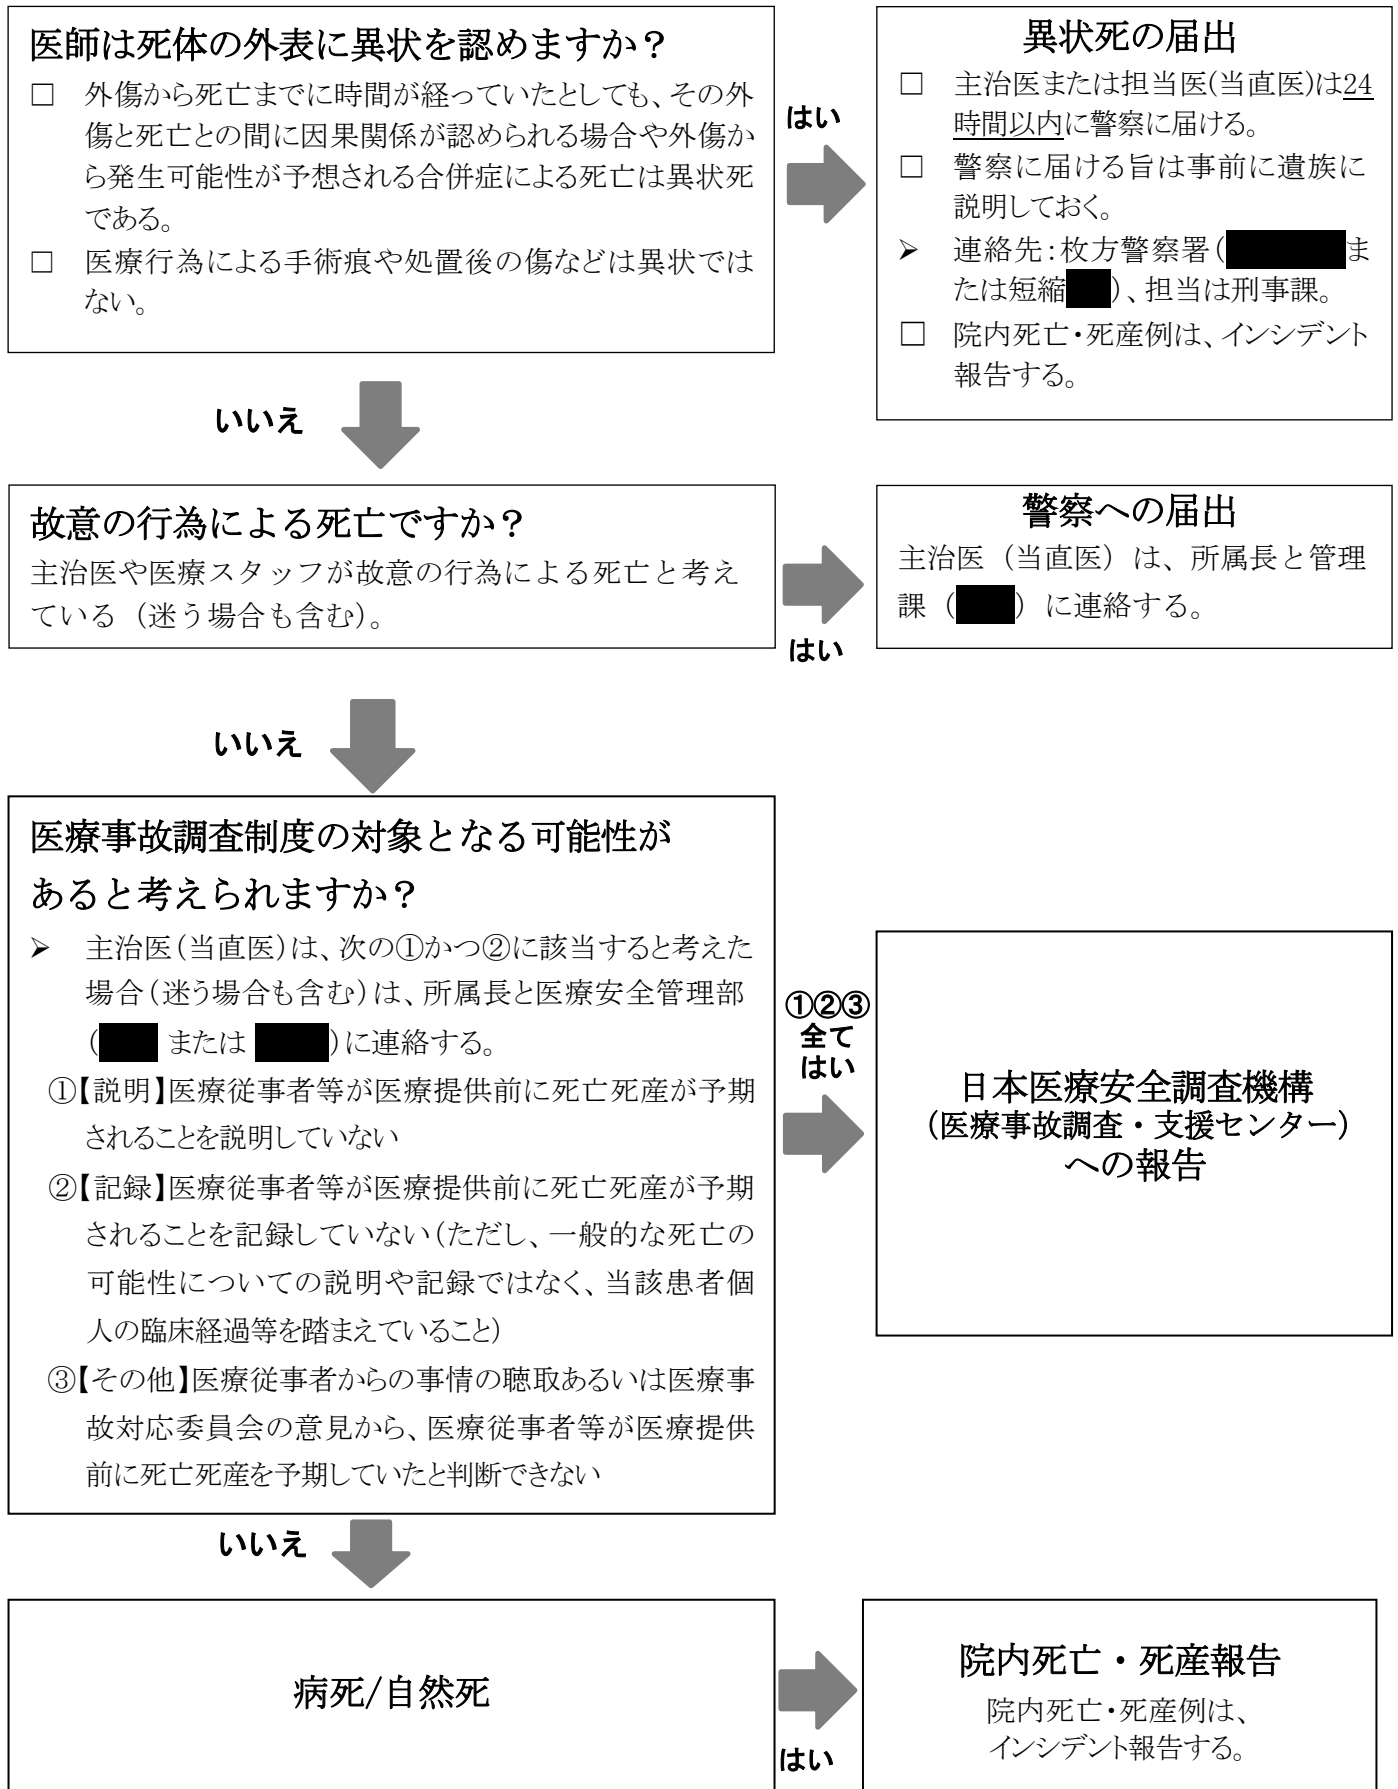 医師は死体の外表に異状を認めますか？
□ 外傷から死亡までに時間が経っていたとしても、その外
傷と死亡との間に因果関係が認められる場合や外傷か
ら発生可能性が予想される合併症による死亡は異状死
である。
□ 医療行為による手術痕や処置後の傷などは異状では
ない。
はい
異状死の届出
□ 主治医または担当医(当直医)は24
時間以内に警察に届ける。
□ 警察に届ける旨は事前に遺族に
説明しておく。
➢ 連絡先：枚方警察署( ま
たは短縮 )、担当は刑事課。
□ 院内死亡・死産例は、インシデント
報告する。
いいえ
故意の行為による死亡ですか？
主治医や医療スタッフが故意の行為による死亡と考え
ている（迷う場合も含む）。
はい
警察への届出
主治医（当直医）は、所属長と管理
課（ ）に連絡する。
いいえ
医療事故調査制度の対象となる可能性が
あると考えられますか？
➢ 主治医(当直医)は、次の①かつ②に該当すると考えた
場合(迷う場合も含む)は、所属長と医療安全管理部
( または )に連絡する。
①【説明】医療従事者等が医療提供前に死亡死産が予期
されることを説明していない
②【記録】医療従事者等が医療提供前に死亡死産が予期
されることを記録していない(ただし、一般的な死亡の
可能性についての説明や記録ではなく、当該患者個
人の臨床経過等を踏まえていること)
③【その他】医療従事者からの事情の聴取あるいは医療事
故対応委員会の意見から、医療従事者等が医療提供
前に死亡死産を予期していたと判断できない
①②③
全て
はい
日本医療安全調査機構
（医療事故調査・支援センター）
への報告
いいえ
病死/自然死
はい
院内死亡・死産報告
院内死亡・死産例は、
インシデント報告する。